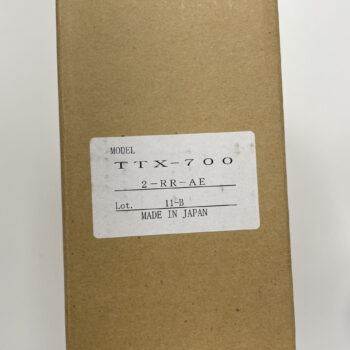 MODEL
TTX-700
2-RR-AE
Lot. 11-B
MADE IN JAPAN